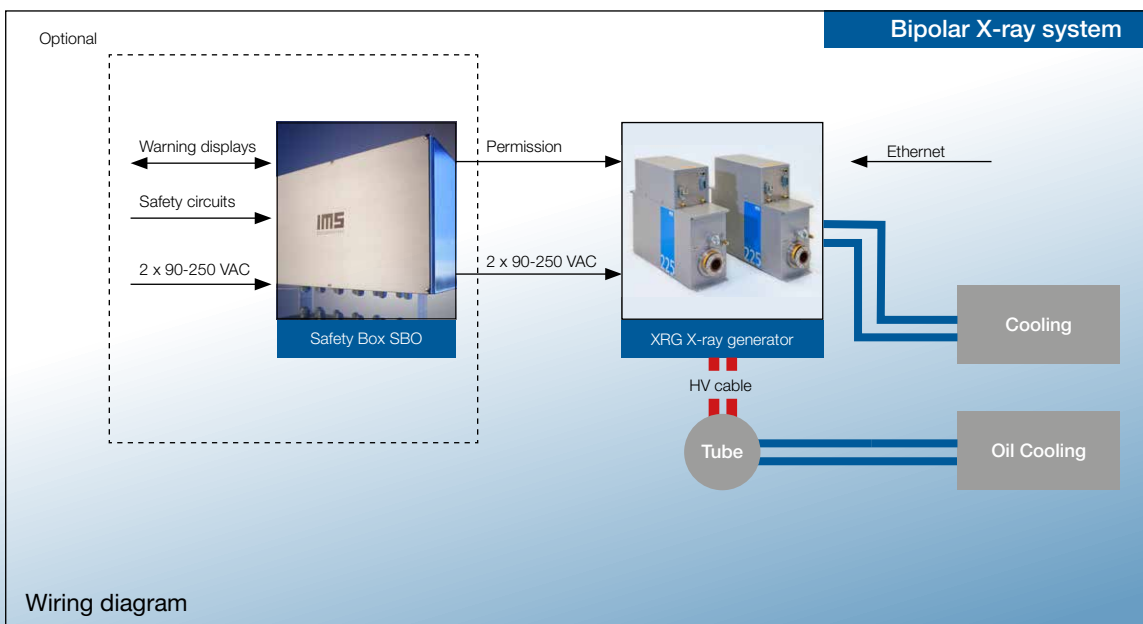 Bipolar X-ray system
Optional
Warning displays
Permission
Ethernet
Safety circuits
IMS
2 x 90-250 VAC
2 x 90-250 VAC
225
225
Safety Box SBO
XRG X-ray generator
Cooling
HV cable
Tube
Oil Cooling
Wiring diagram